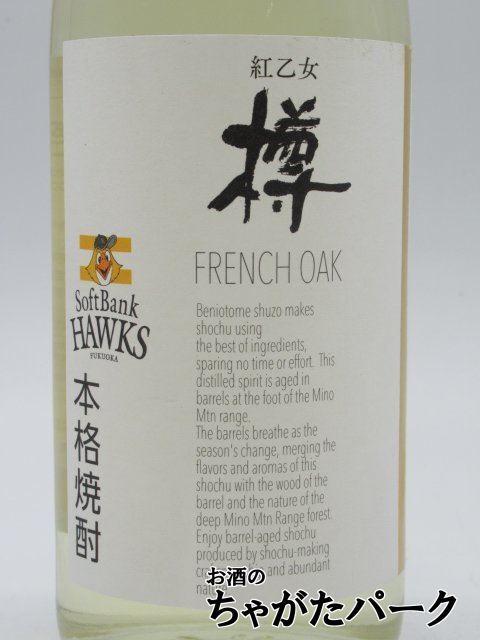 紅乙女
樽
FRENCH OAK
SoftBank
HAWKS
FUKUOKA
本格焼酎
Beniotome shuzo makes
shochu using
the best of ingredients,
sparing no time or effort. This
distilled spirit is aged in
barrels at the foot of the Mino
Mtn range.
The barrels breathe as the
season's change, merging the
flavors and aromas of this
shochu with the wood of the
barrel and the nature of the
deep Mino Mtn Range forest.
Enjoy barrel-aged shochu
produced by shochu-making
and abundant
お酒の
ちゃがたパーク